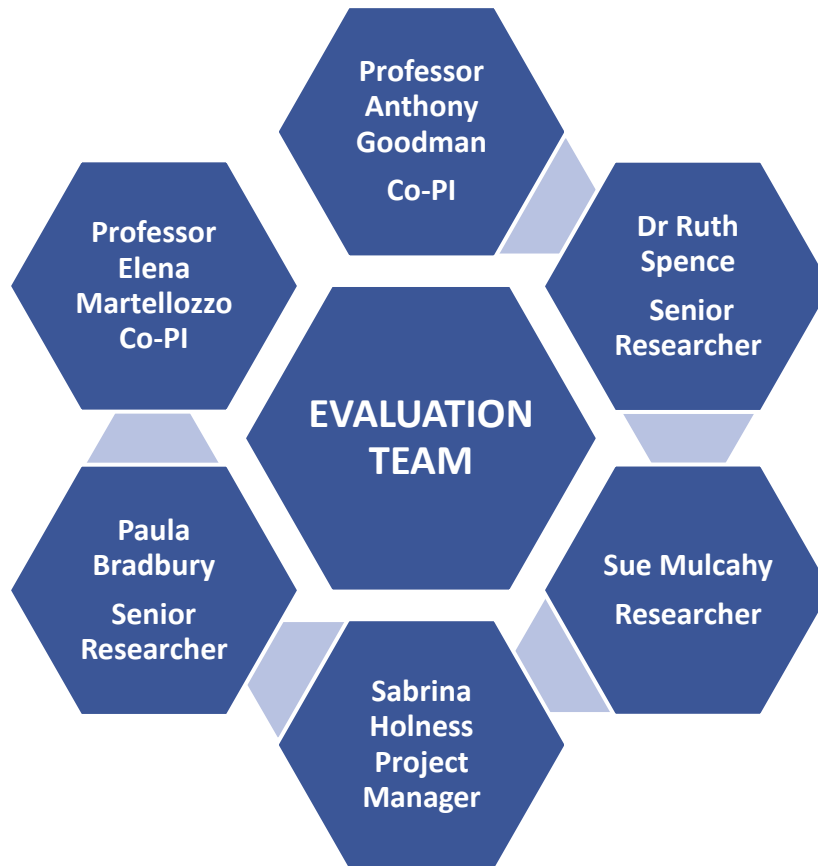 Professor
Anthony
Goodman
Co-PI
Dr Ruth
Spence
Senior
Researcher
Sue Mulcahy
Researcher
Sabrina
Holness
Project
Manager
Paula
Bradbury
Senior
Researcher
Professor
Elena
Martellozzo
Co-PI
EVALUATION
TEAM